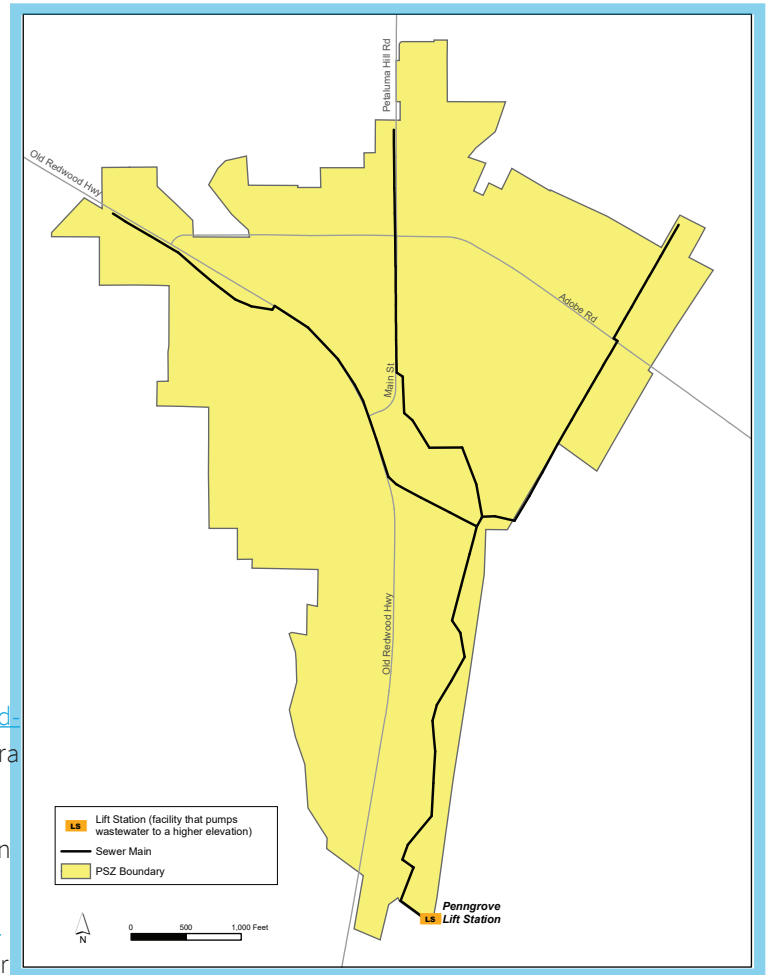 Petaluma Hill Rd
Old Redwood Hwy
Adobe Rd
Main St
Old Redwood Hwy
d-
ra
n
r
LS Lift Station (facility that pumps
wastewater to a higher elevation)
Sewer Main
PSZ Boundary
N
0 500 1,000 Feet
Penngrove
LS Lift Station